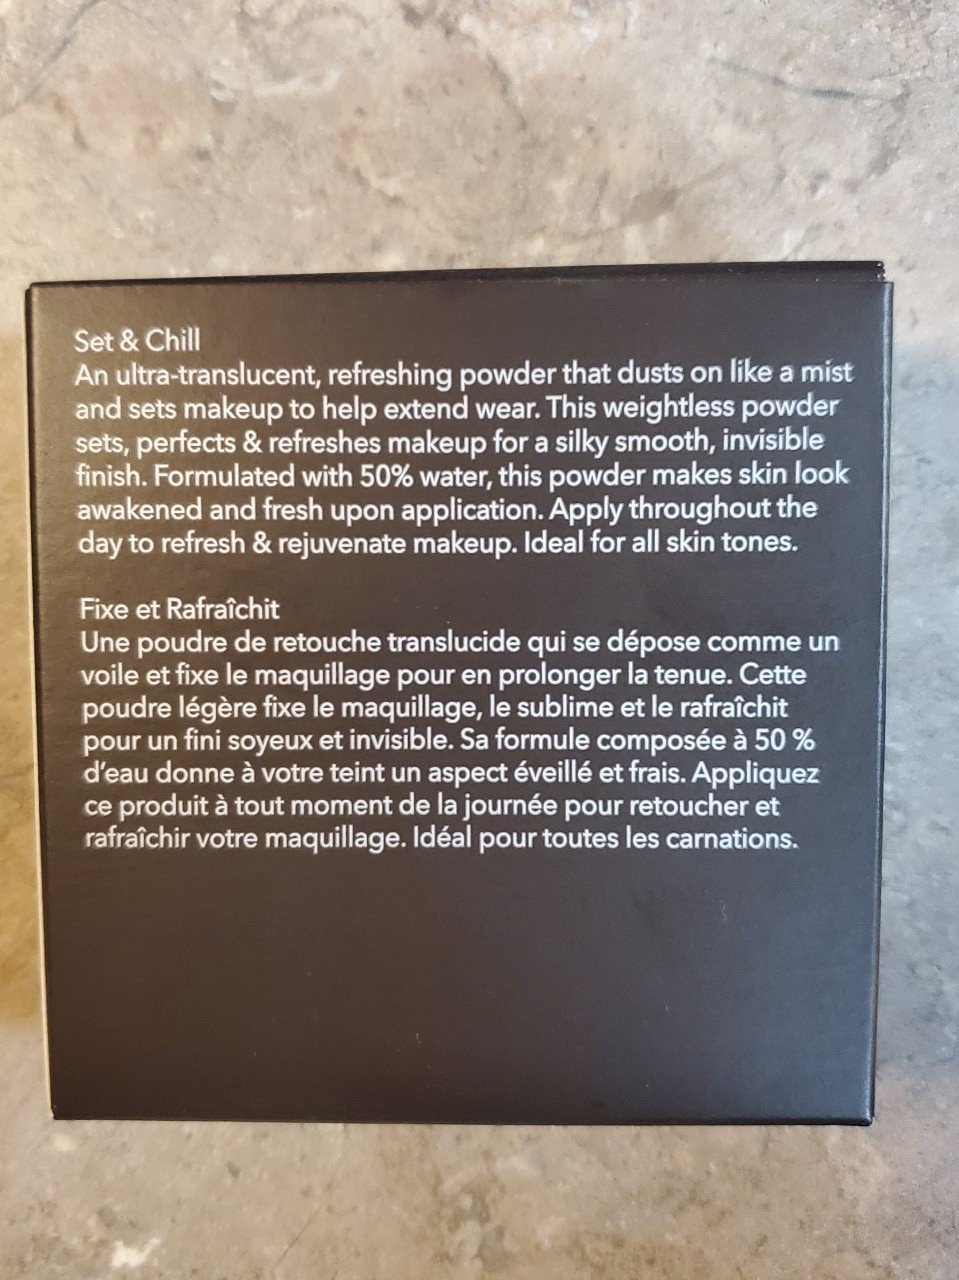 Set & Chill
An ultra-translucent, refreshing powder that dusts on like a mist
and sets makeup to help extend wear. This weightless powder
sets, perfects & refreshes makeup for a silky smooth, invisible
finish. Formulated with 50% water, this powder makes skin look
awakened and fresh upon application. Apply throughout the
day to refresh & rejuvenate makeup. Ideal for all skin tones.
Fixe et Rafraîchit
Une poudre de retouche translucide qui se dépose comme un
voile et fixe le maquillage pour en prolonger la tenue. Cette
poudre légère fixe le maquillage, le sublime et le rafraîchit
pour un fini soyeux et invisible. Sa formule composée à 50 %
d’eau donne à votre teint un aspect éveillé et frais. Appliquez
ce produit à tout moment de la journée pour retoucher et
rafraîchir votre maquillage. Idéal pour toutes les carnations.